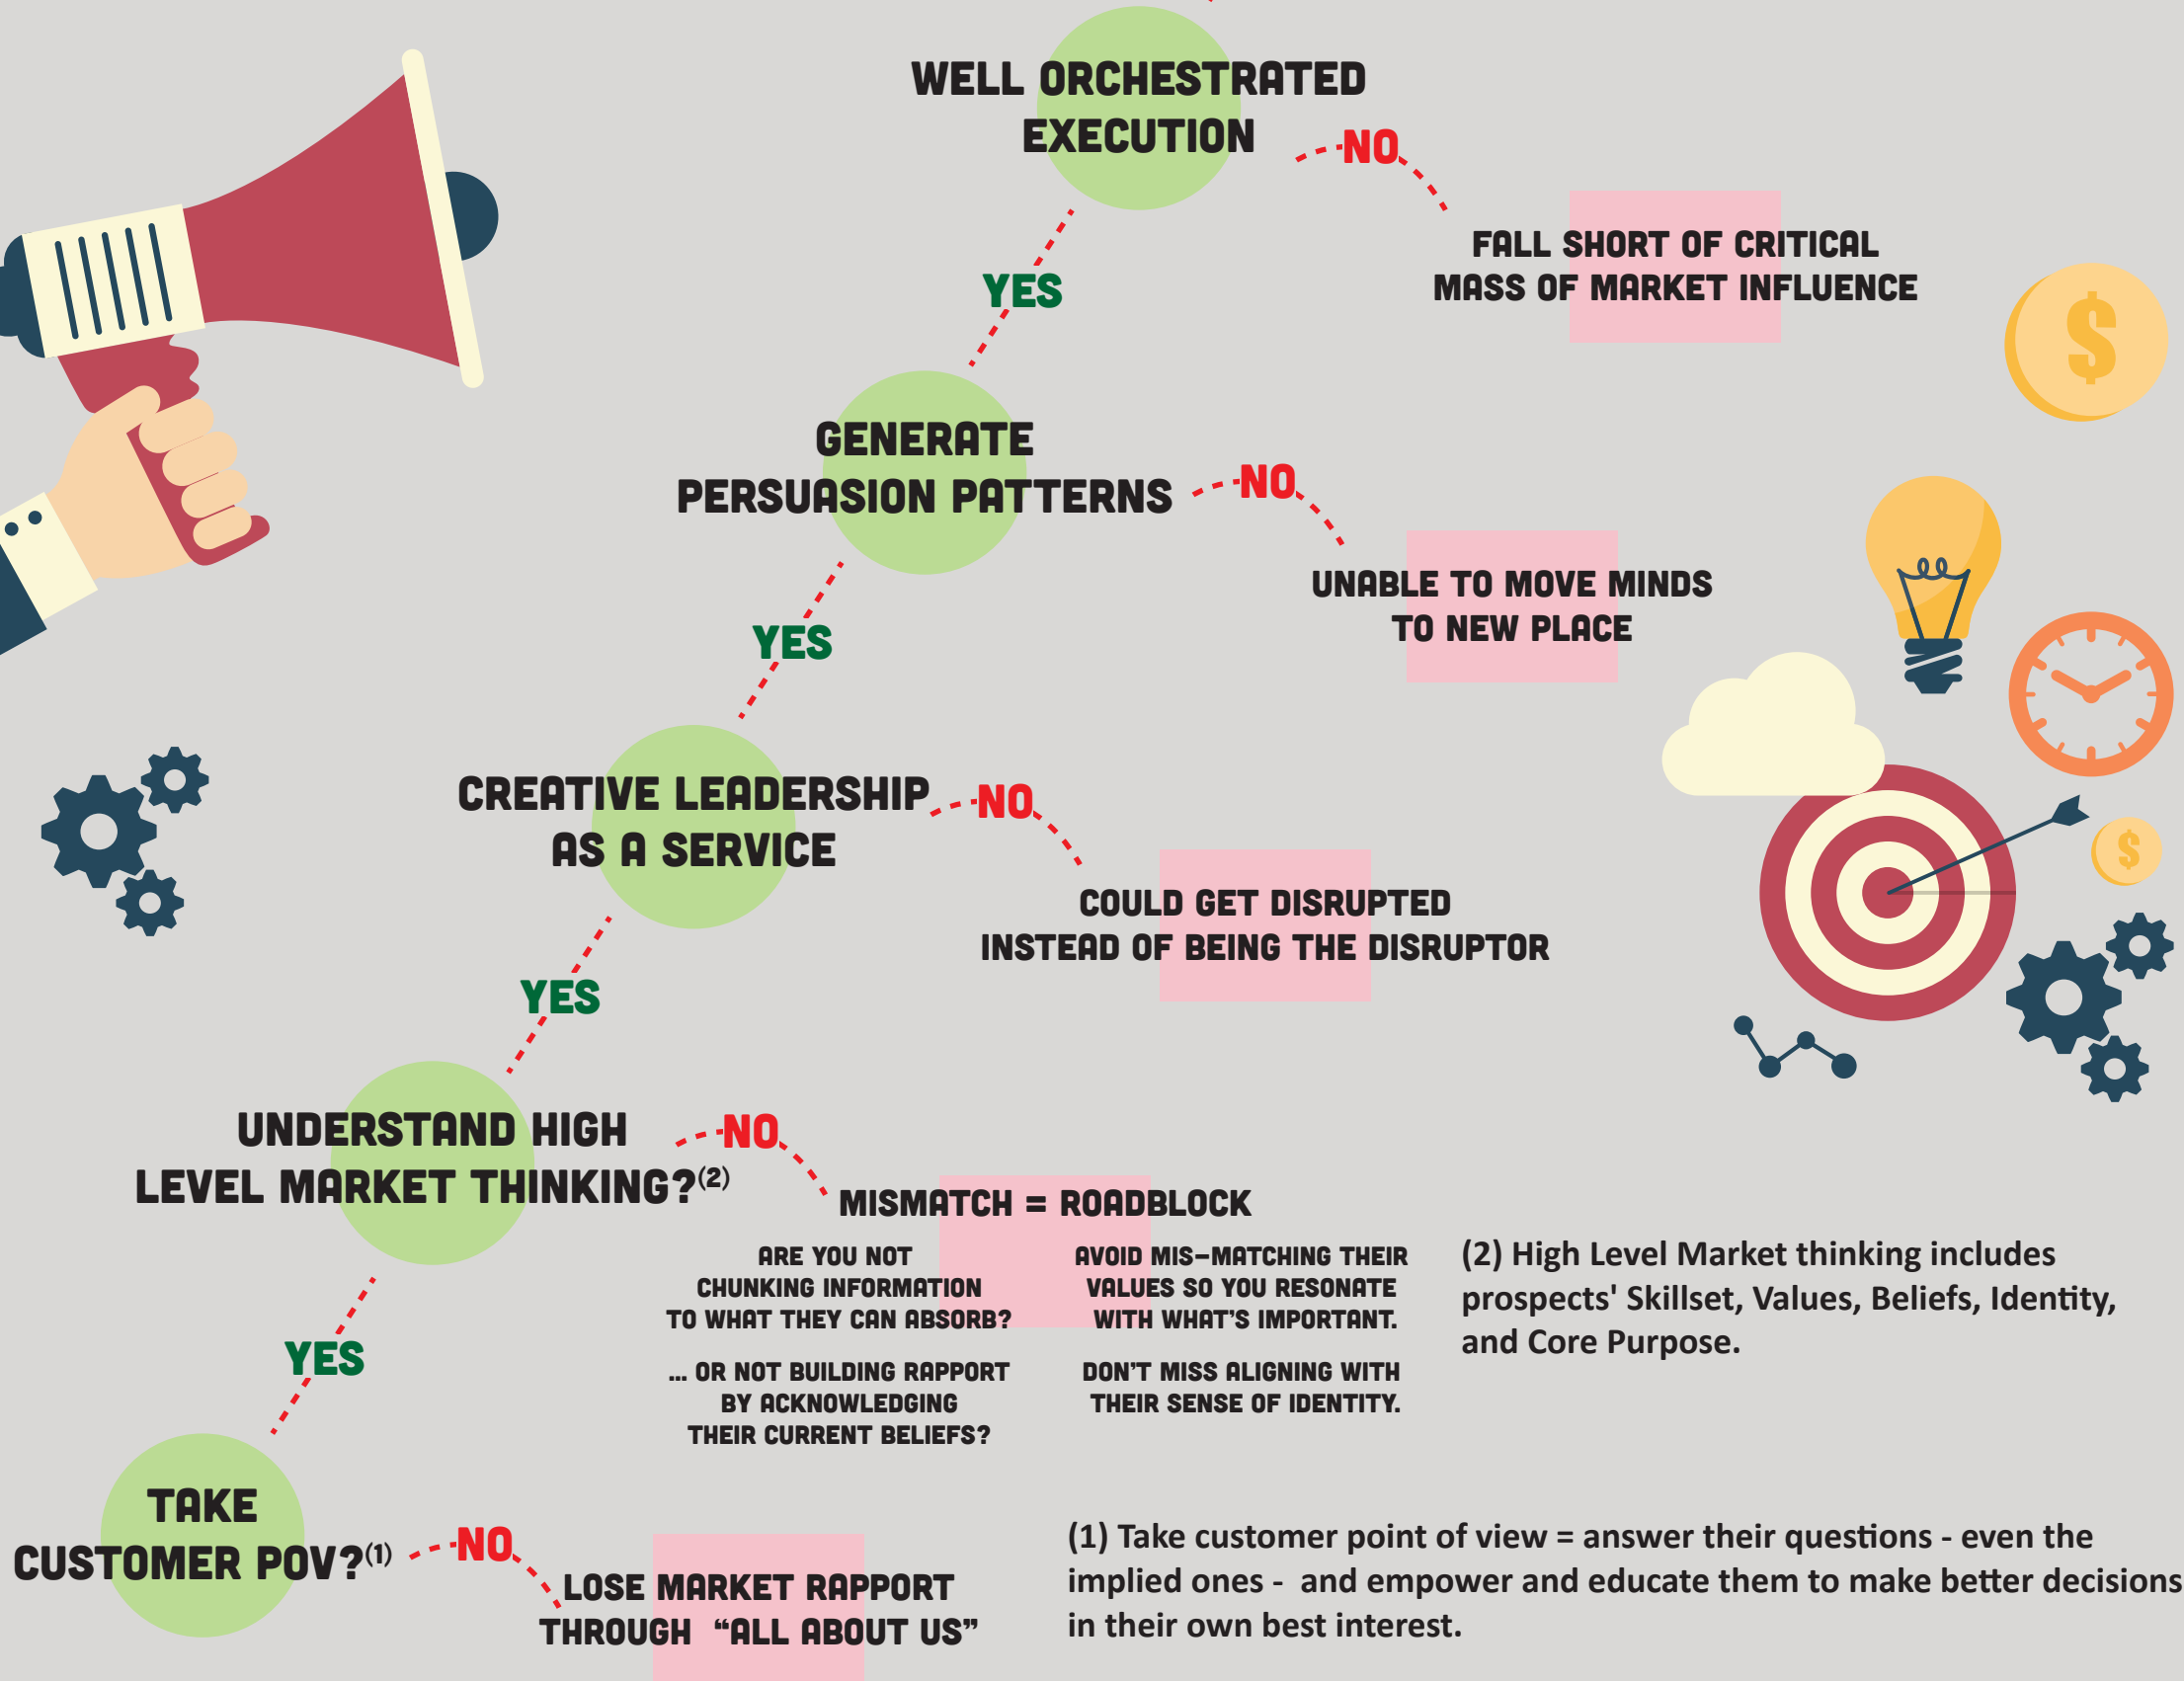 WELL ORCHESTRATED
EXECUTION
NO
FALL SHORT OF CRITICAL
MASS OF MARKET INFLUENCE
YES
$
GENERATE
PERSUASION PATTERNS
NO
UNABLE TO MOVE MINDS
TO NEW PLACE
YES
CREATIVE LEADERSHIP
AS A SERVICE
NO
COULD GET DISRUPTED
INSTEAD OF BEING THE DISRUPTOR
$
YES
UNDERSTAND HIGH
LEVEL MARKET THINKING?(2)
NO
MISMATCH = ROADBLOCK
ARE YOU NOT
CHUNKING INFORMATION
TO WHAT THEY CAN ABSORB?
... OR NOT BUILDING RAPPORT
BY ACKNOWLEDGING
THEIR CURRENT BELIEFS?
AVOID MIS-MATCHING THEIR
VALUES SO YOU RESONATE
WITH WHAT'S IMPORTANT.
DON'T MISS ALIGNING WITH
THEIR SENSE OF IDENTITY.
(2) High Level Market thinking includes
prospects' Skillset, Values, Beliefs, Identity,
and Core Purpose.
YES
TAKE
CUSTOMER POV?(1)
NO
LOSE MARKET RAPPORT
THROUGH “ALL ABOUT US”
(1) Take customer point of view = answer their questions - even the
implied ones -  and empower and educate them to make better decisions
in their own best interest.